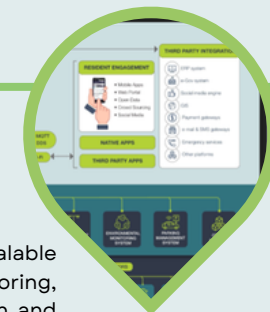 THIRD PARTY INTEGRATION
RESIDENT ENGAGEMENT
• Mobile Apps
• Web Portal
• Open Data
• Crowd Sourcing
• Social Media
ERP system
e-Gov system
Social media engine
GIS
Payment gateways
e-mail & SMS gateways
Emergency services
Other platforms
NATIVE APPS
THIRD PARTY APPS
ENVIRONMENTAL
MONITORING
SYSTEM
PARKING
MANAGEMENT
SYSTEM
alable
oring,
and